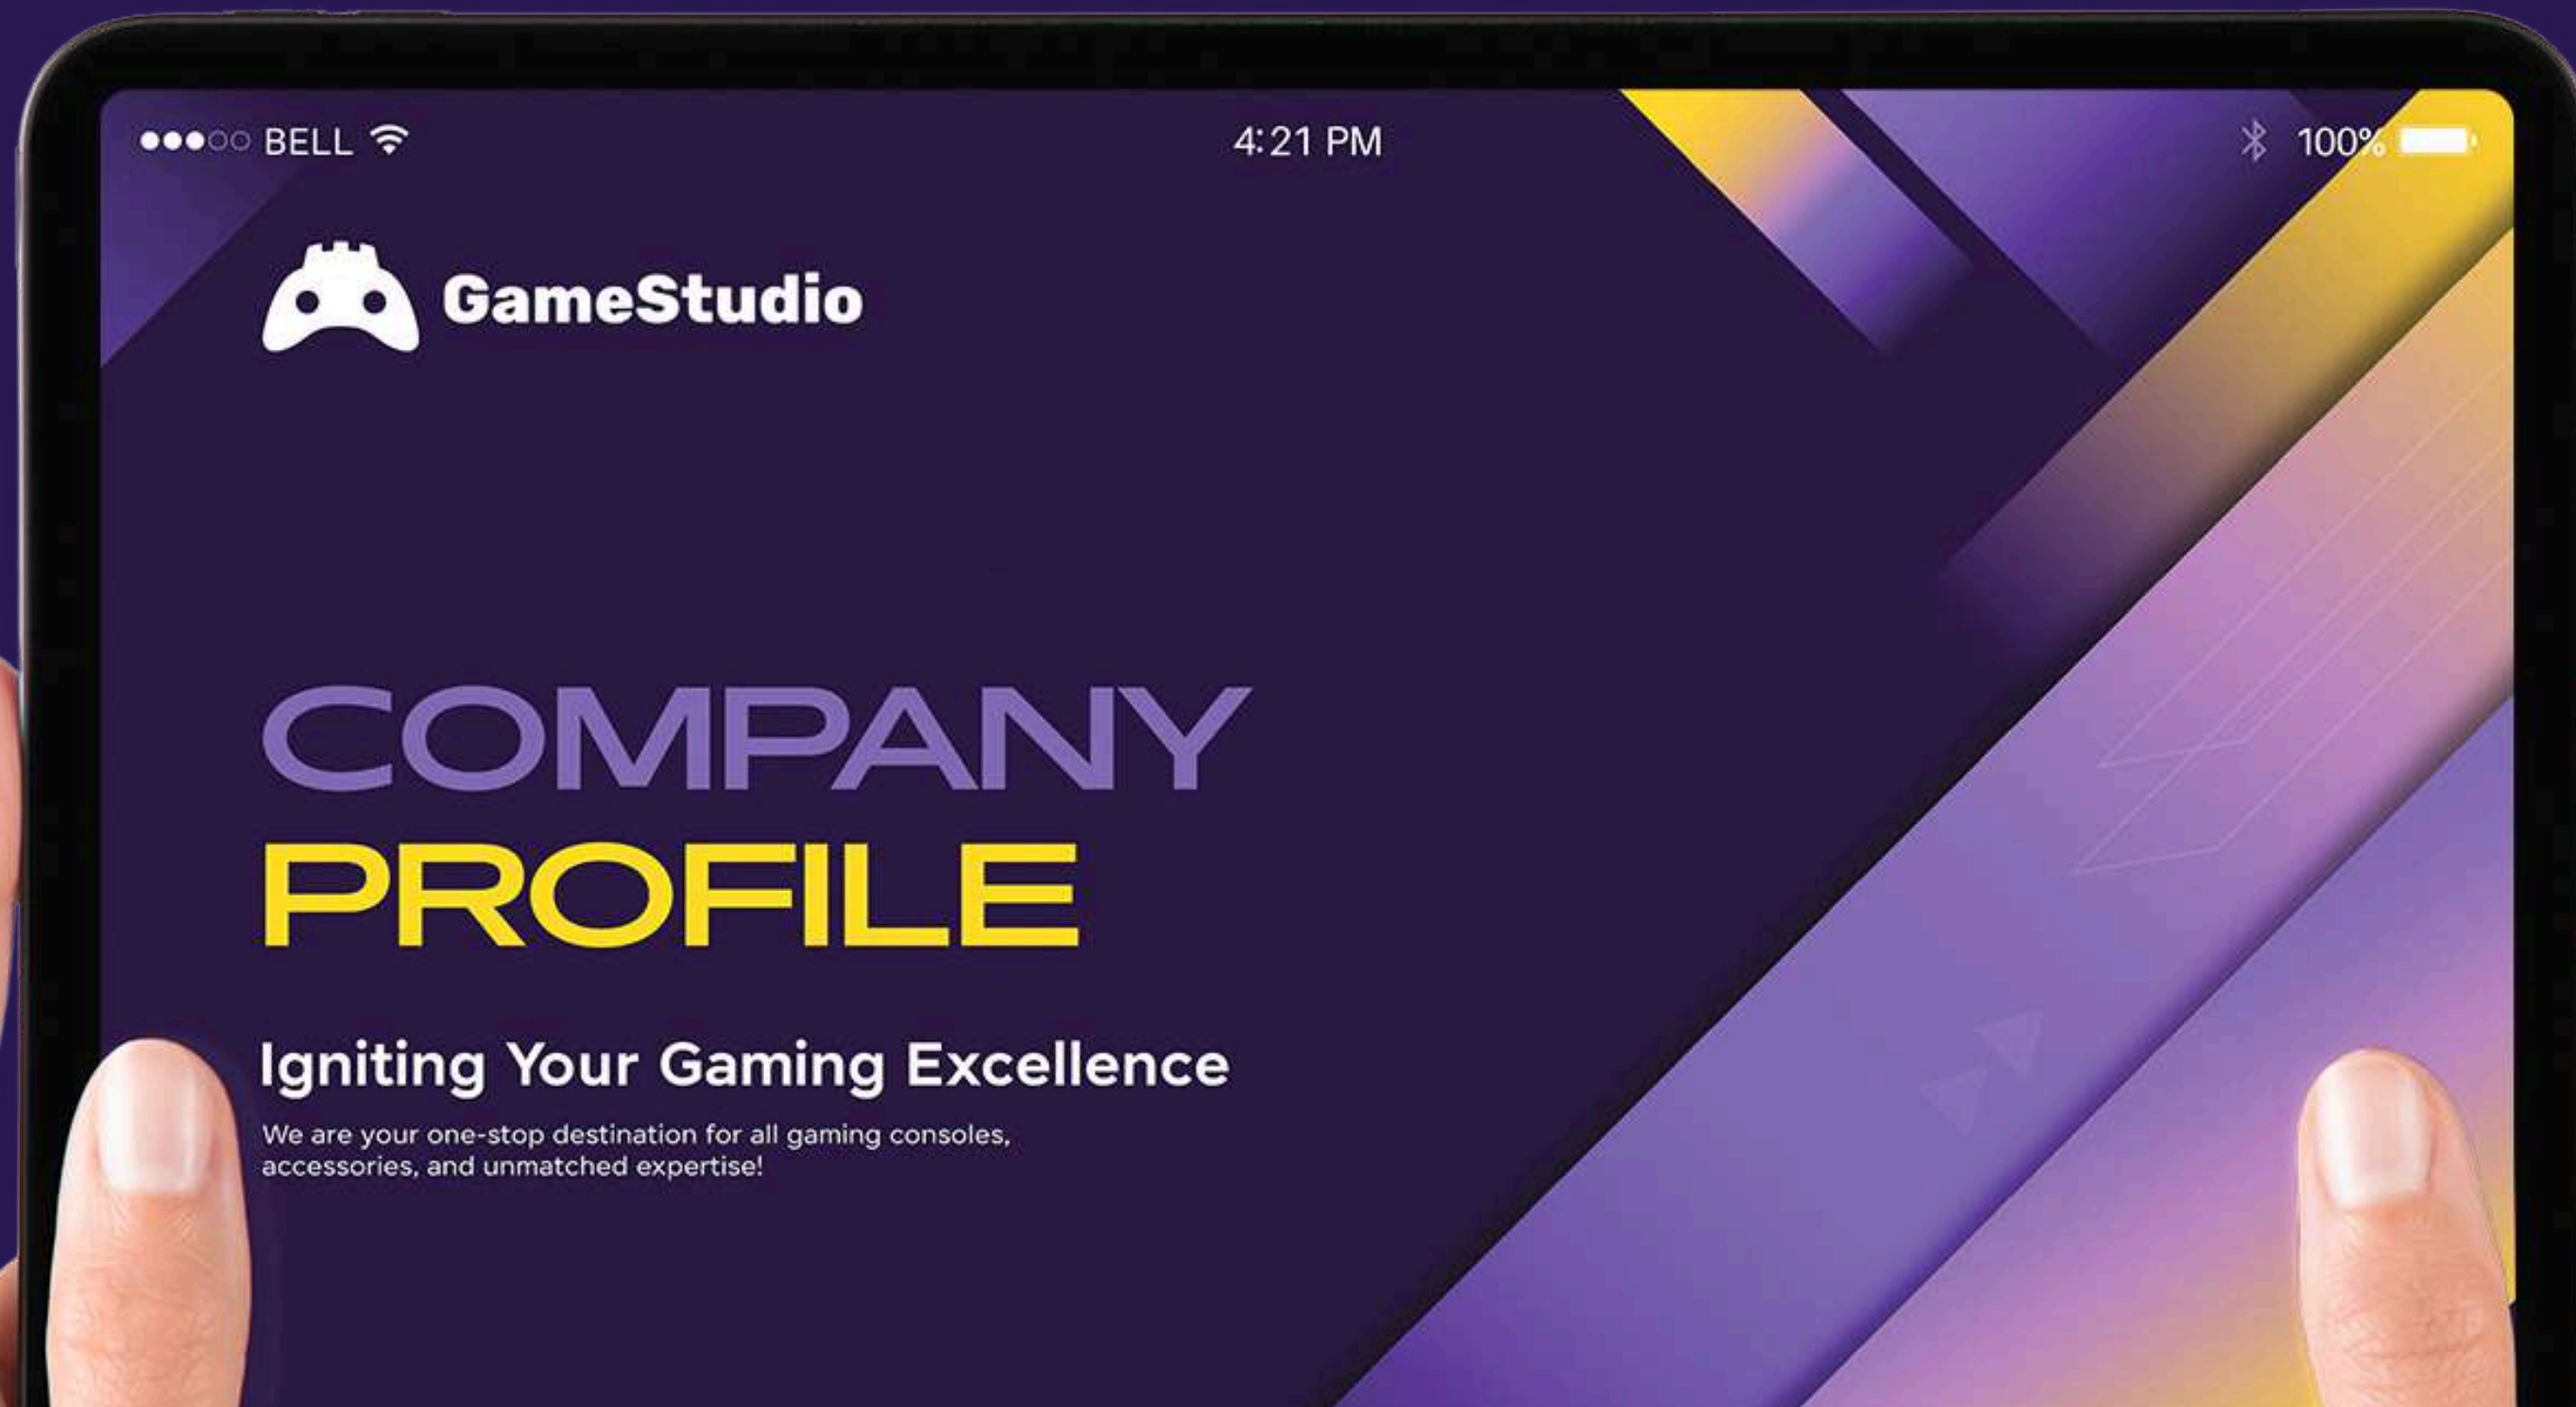 BELL
4:21 PM
100%
GameStudio
COMPANY
PROFILE
Igniting Your Gaming Excellence
We are your one-stop destination for all gaming consoles,
accessories, and unmatched expertise!